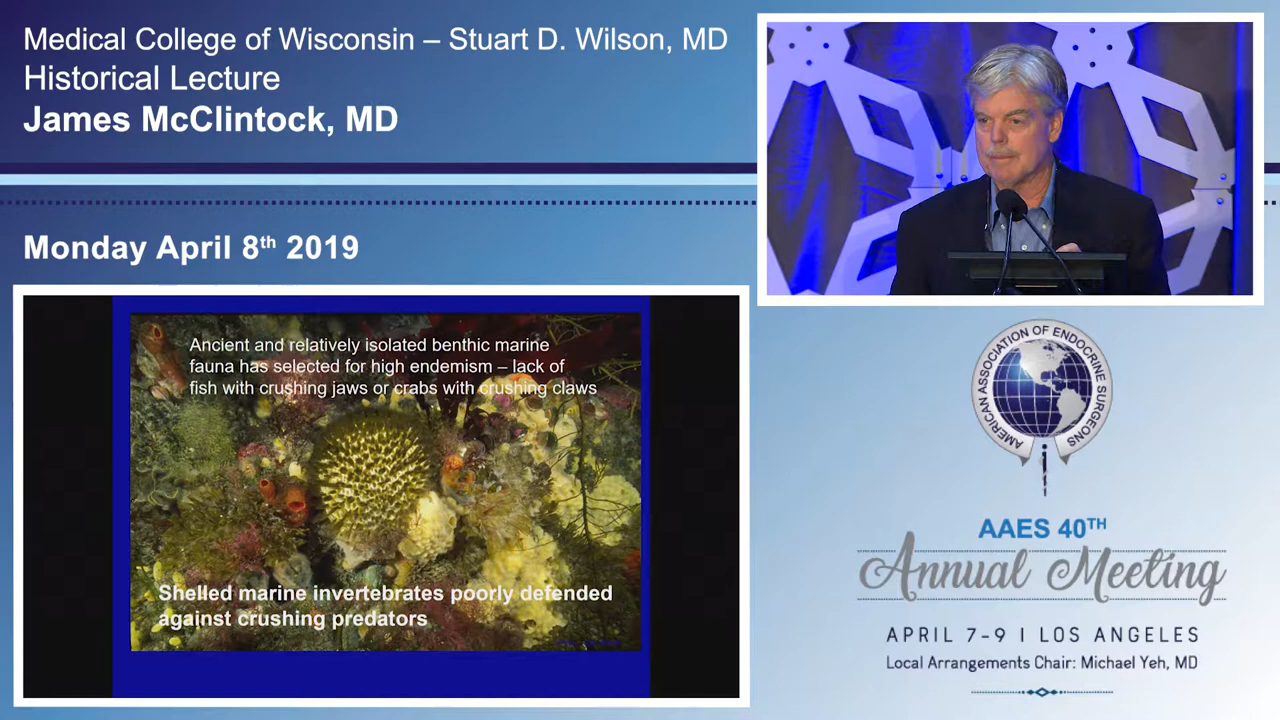 Medical College of Wisconsin – Stuart D. Wilson, MD
Historical Lecture
James McClintock, MD
Monday April 8th 2019
Ancient and relatively isolated benthic marine
fauna has selected for high endemism – lack of
fish with crushing jaws or crabs with crushing claws
Shelled marine invertebrates poorly defended
against crushing predators
AMERICAN ASSOCIATION OF ENDOCRINE SURGEONS
AAES 40TH
Annual Meeting
APRIL 7-9 I LOS ANGELES
Local Arrangements Chair: Michael Yeh, MD